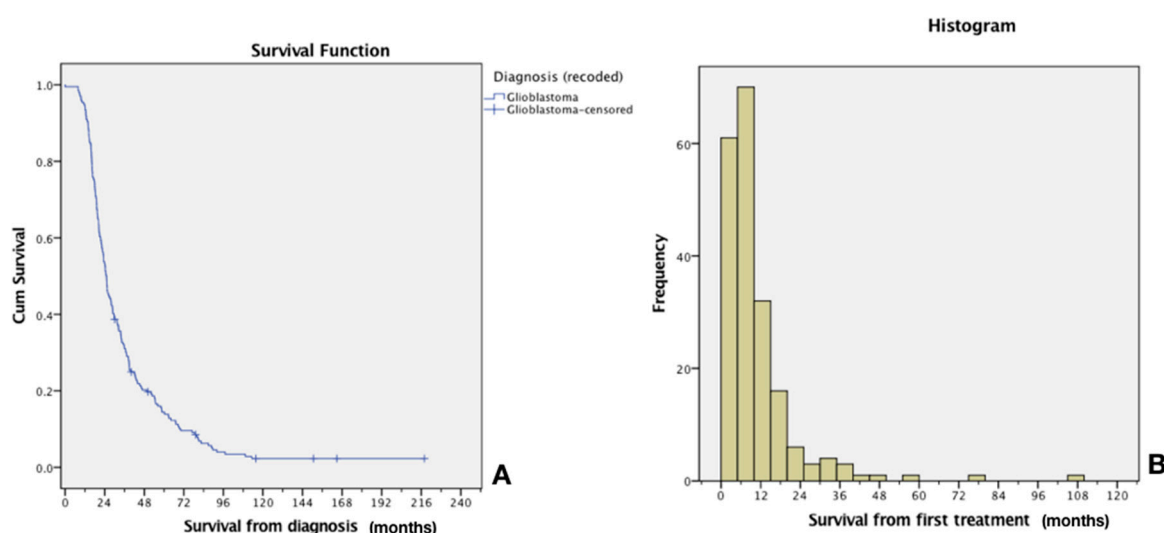 Survival Function
Cum Survival
1.0
0.8
0.6
0.4
0.2
0.0
0 24 48 72 96 120 144 168 192 216 240
Survival from diagnosis (months)
Diagnosis (recoded)
Glioblastoma
Glioblastoma-censored
A
Histogram
Frequency
60
40
20
0
0 12 24 36 48 60 72 84 96 108 120
Survival from first treatment (months)
B